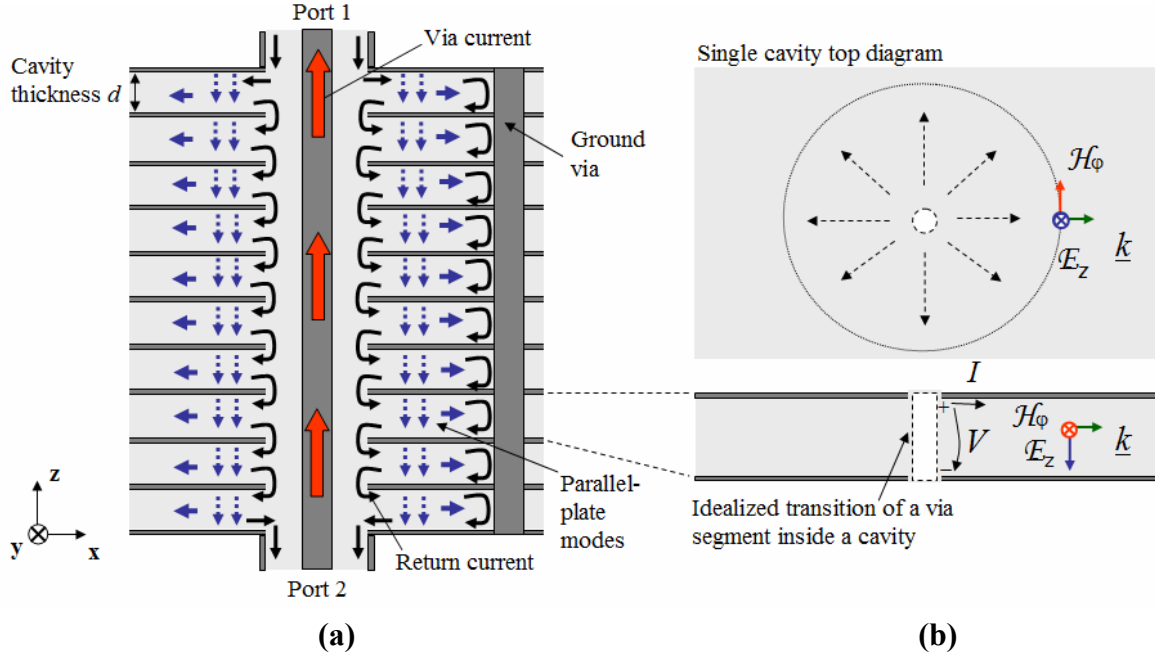 Port 1
Via current
Cavity
thickness d
Ground
via
Parallel-
plate
modes
Return current
Port 2
z
y
x
(a)
Single cavity top diagram
ℋφ
ℰz
k
I
+
V
−
ℋφ
ℰz
k
Idealized transition of a via
segment inside a cavity
(b)